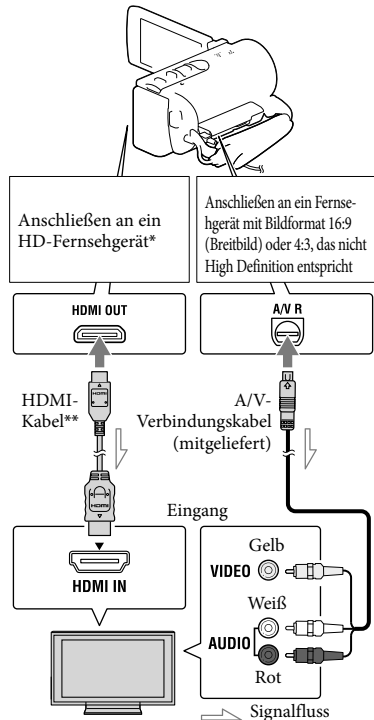 Anschließen an ein
HD-Fernsehgerät*
Anschließen an ein Fernse-
hgerät mit Bildformat 16:9
(Breitbild) oder 4:3, das nicht
High Definition entspricht
HDMI OUT
A/V R
HDMI-
Kabel**
A/V-
Verbindungskabel
(mitgeliefert)
Eingang
HDMI IN
Gelb
VIDEO
Weiß
AUDIO
Rot
Signalfluss